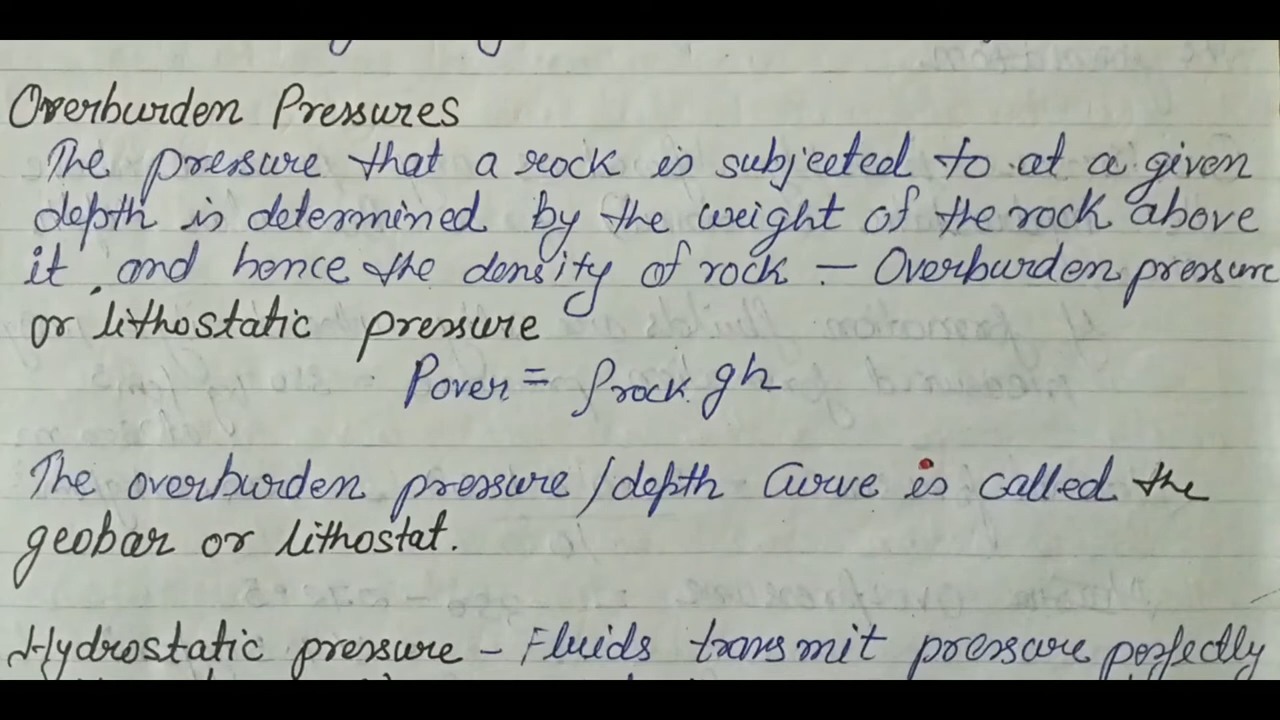 Overburden Pressures
The pressure that a rock is subjected to at a given
depth is determined by the weight of the rock above
it, and hence the density of rock – Overburden pressure
or lithostatic pressure
Pover = ρrock gh
The overburden pressure/depth Curve is called the
geobar or lithostat.
Hydrostatic pressure – Fluids transmit pressure perfectly